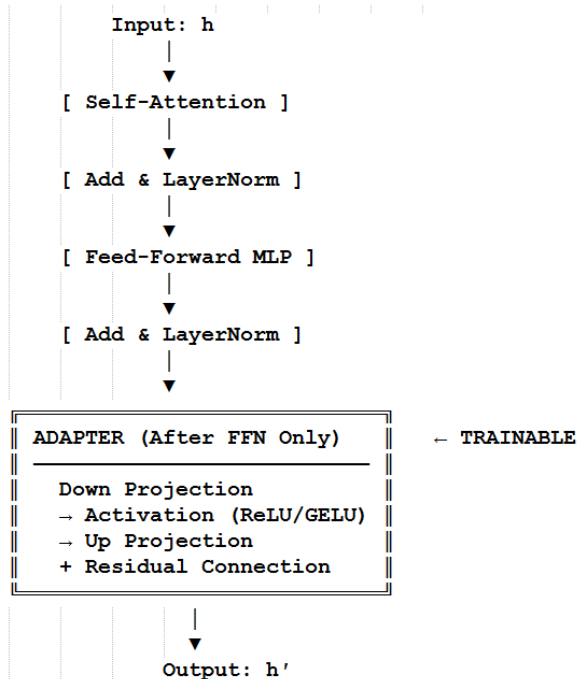 Input: h
[ Self-Attention ]
[ Add & LayerNorm ]
[ Feed-Forward MLP ]
[ Add & LayerNorm ]
ADAPTER (After FFN Only) ← TRAINABLE
Down Projection
→ Activation (ReLU/GELU)
→ Up Projection
+ Residual Connection
Output: h′